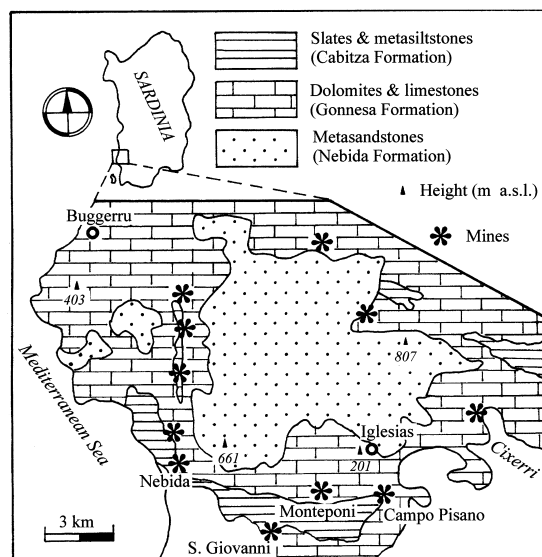 Slates & metasiltstones
(Cabitza Formation)
SARDINIA
Dolomites & limestones
(Gonnesa Formation)
Metasandstones
(Nebida Formation)
Height (m a.s.l.)
Buggerru
Mines
403
807
Mediterranean Sea
Iglesias
661
201
Cixerri
Nebida
Monteponi
Campo Pisano
3 km
S. Giovanni